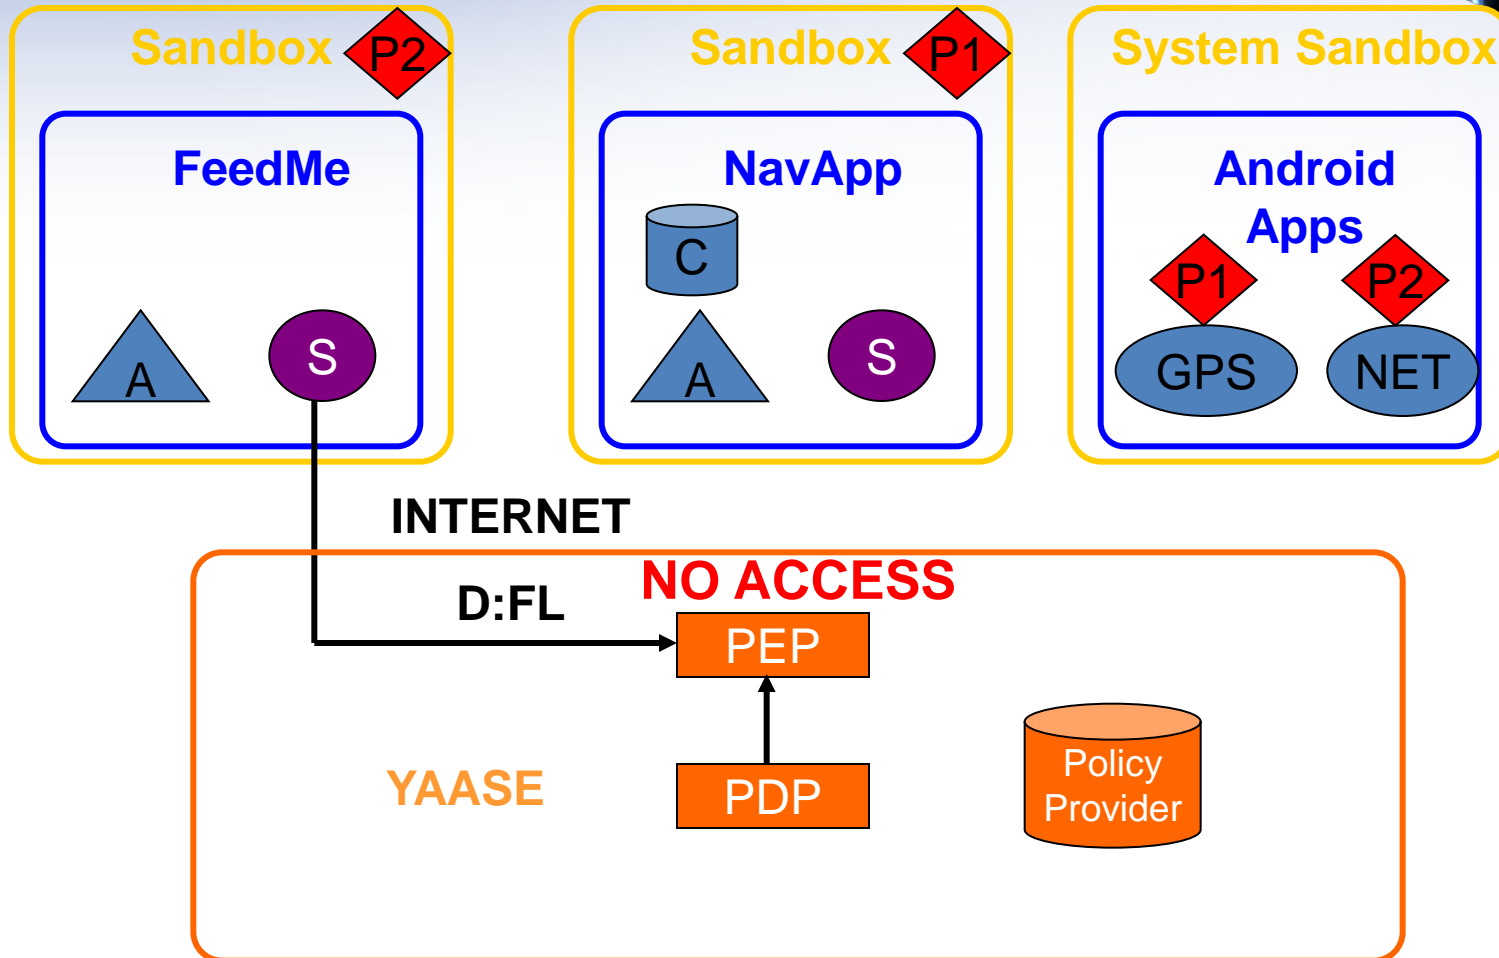 Sandbox P2
FeedMe
A
S
Sandbox P1
NavApp
C
A
S
System Sandbox
Android
Apps
P1
P2
GPS
NET
INTERNET
NO ACCESS
D:FL
PEP
YAASE
PDP
Policy
Provider